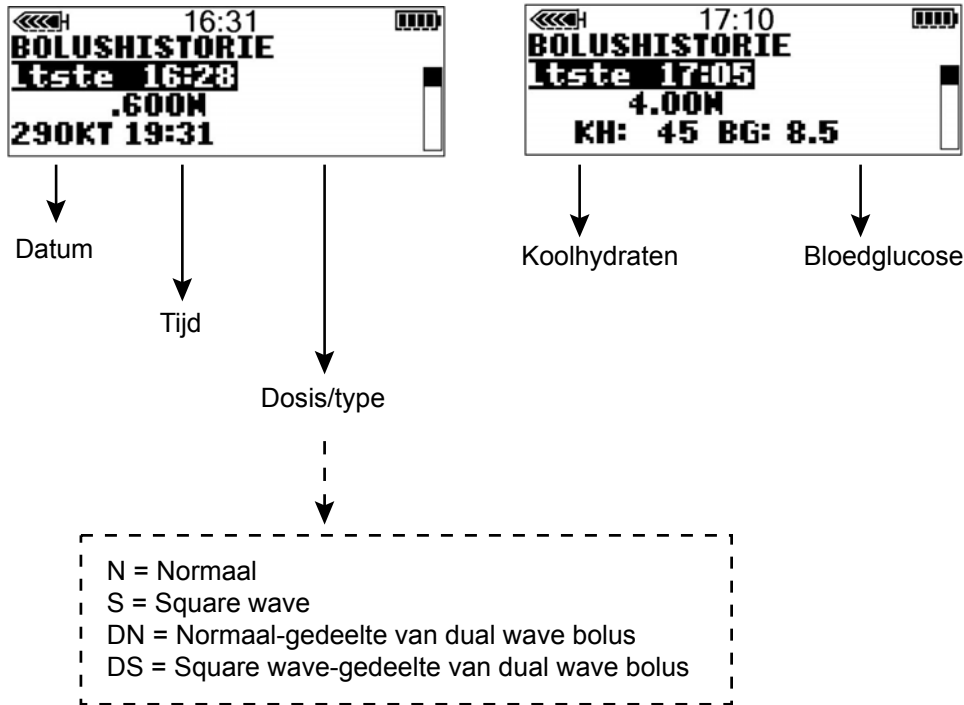 16:31
BOLUSHISTORIE
ltste 16:28
.600N
29OKT 19:31
17:10
BOLUSHISTORIE
ltste 17:05
4.00N
KH: 45 BG: 8.5
Datum
Tijd
Dosis/type
Koolhydraten
Bloedglucose
N = Normaal
S = Square wave
DN = Normaal-gedeelte van dual wave bolus
DS = Square wave-gedeelte van dual wave bolus